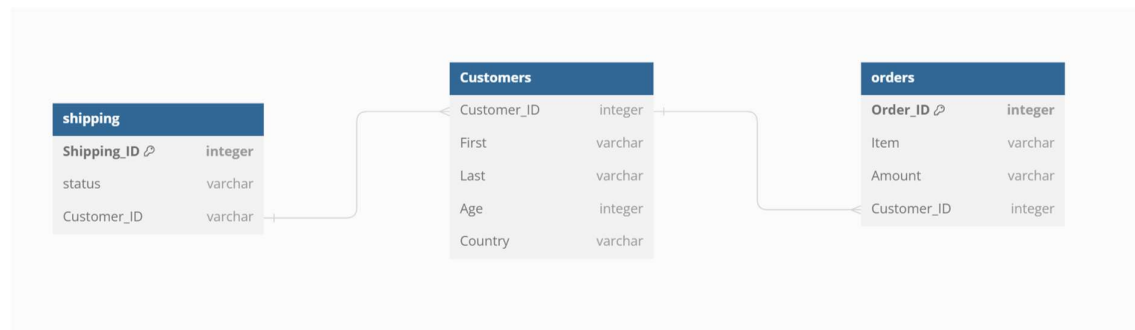 shipping
Shipping_ID integer
status varchar
Customer_ID varchar
Customers
Customer_ID integer
First varchar
Last varchar
Age integer
Country varchar
orders
Order_ID integer
Item varchar
Amount varchar
Customer_ID integer